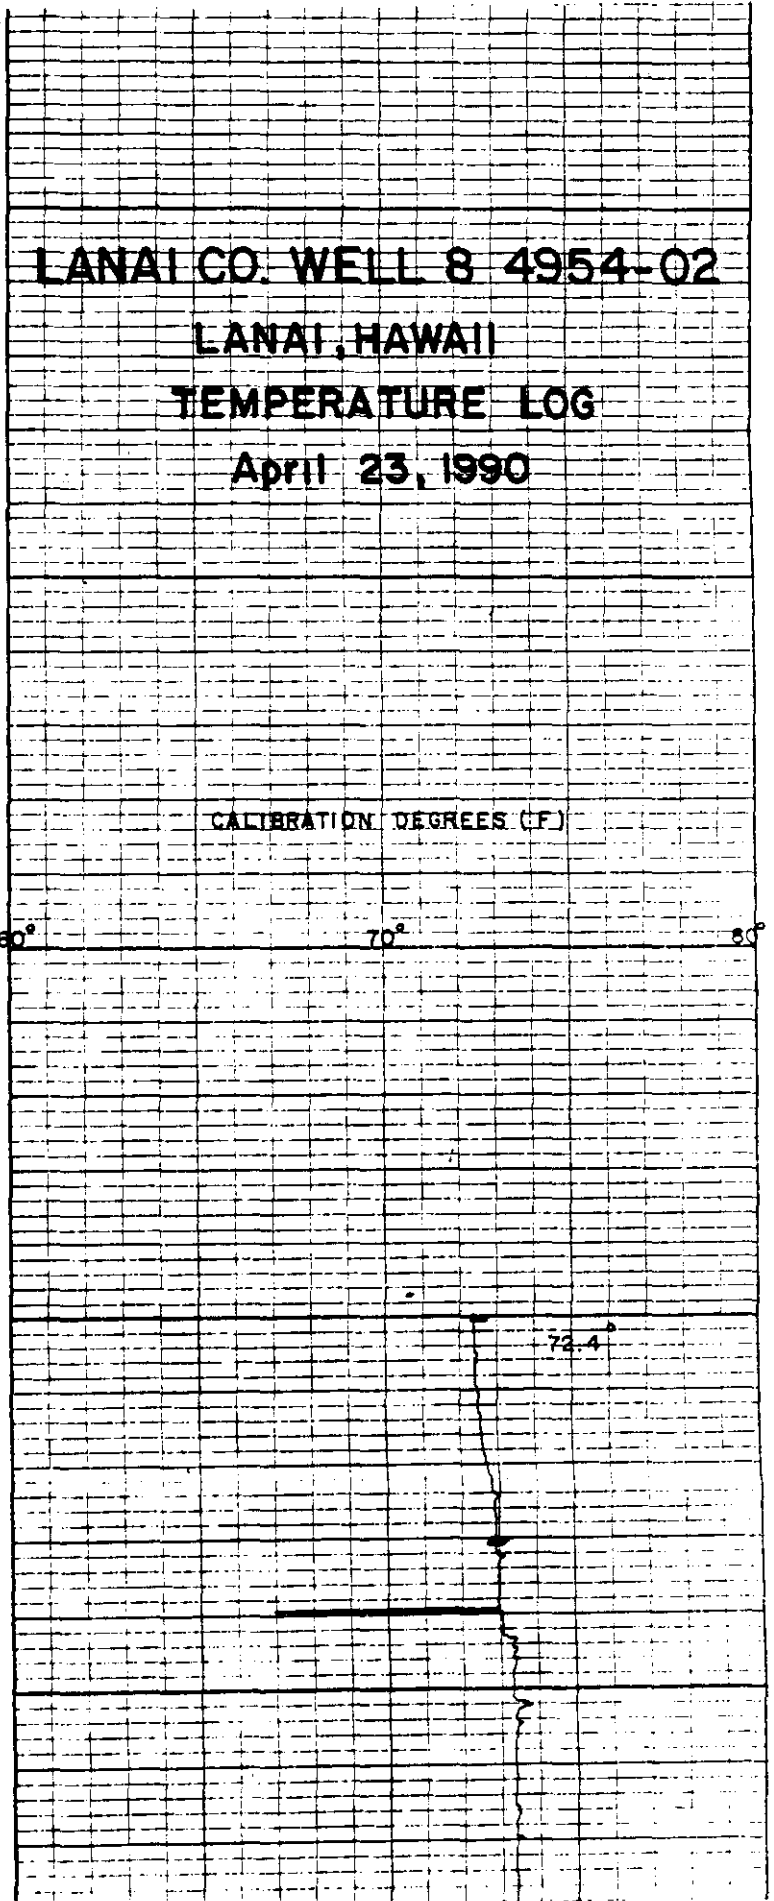 LANAI CO. WELL 8 4954-02
LANAI, HAWAII
TEMPERATURE LOG
April 23, 1990
CALIBRATION DEGREES (°F)
60° 70° 80°
72.4°